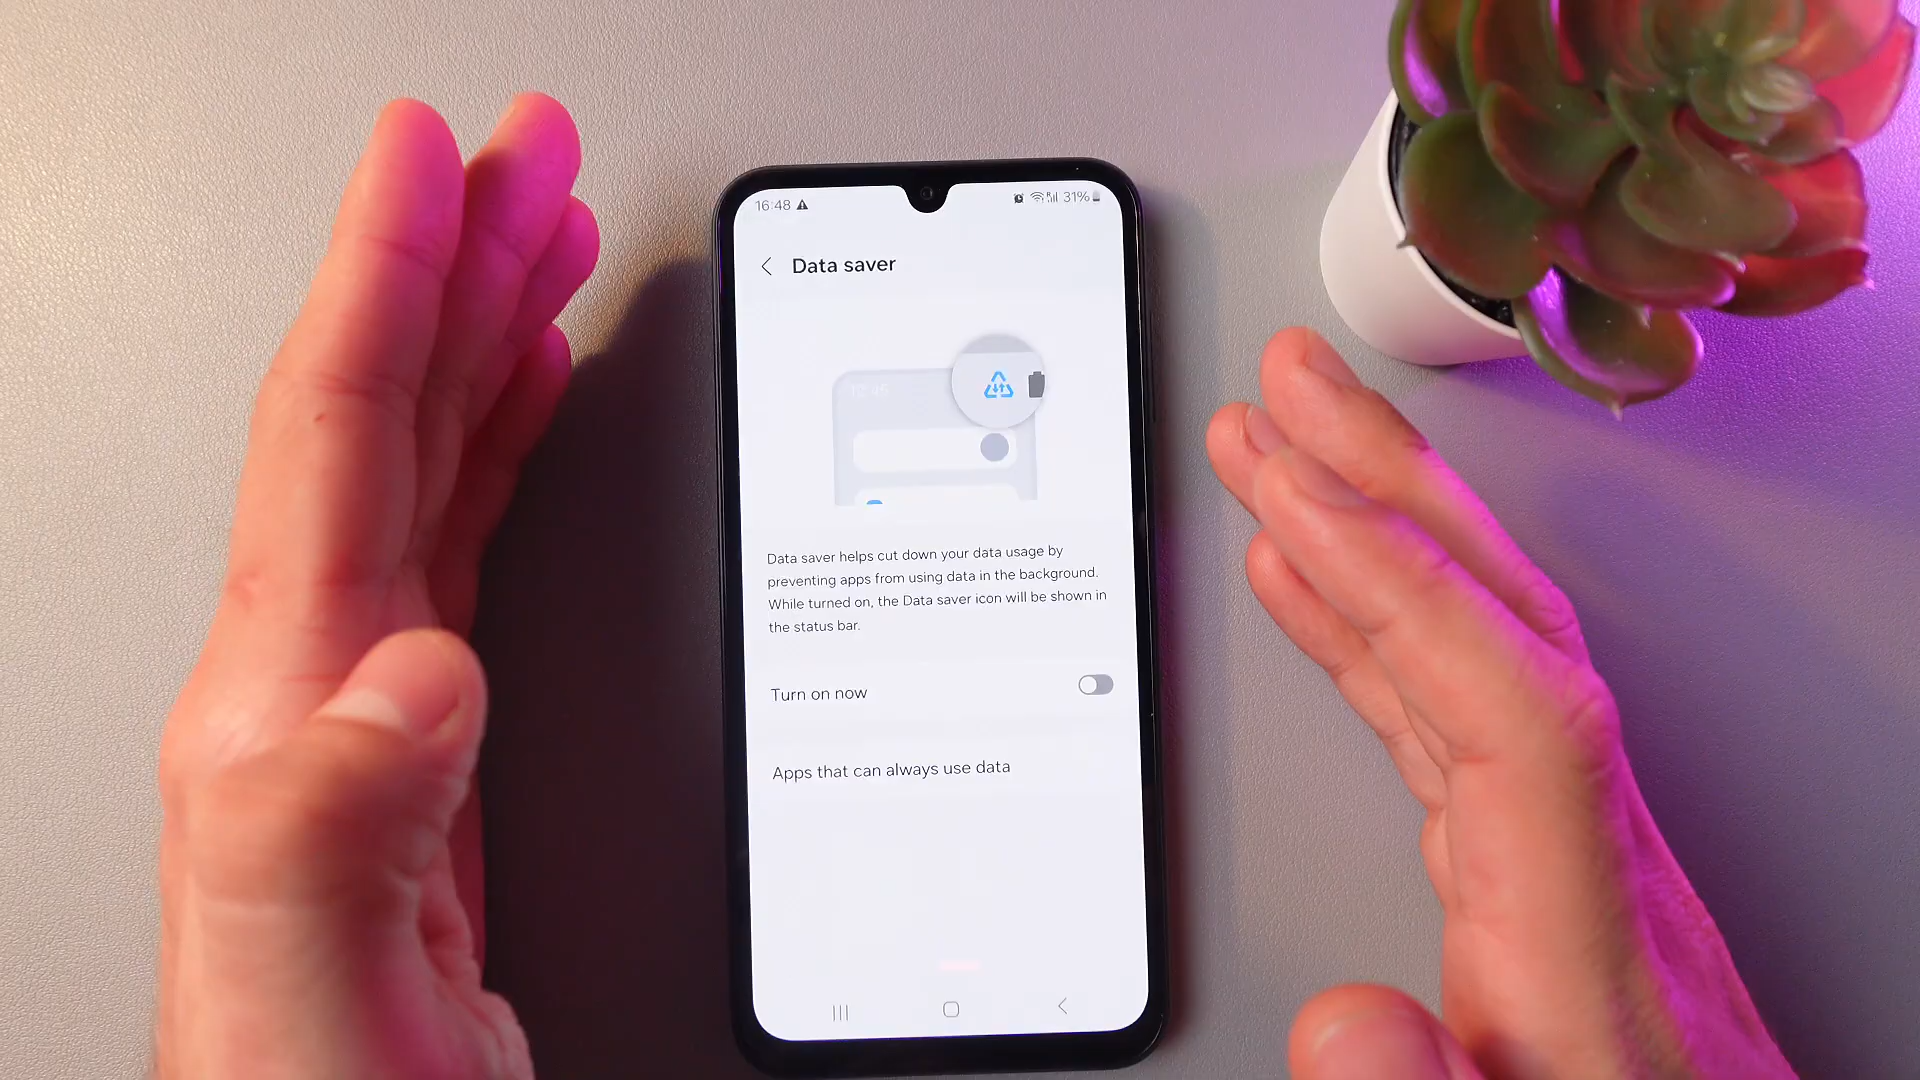 16:48
31%
Data saver
12:45
Data saver helps cut down your data usage by
preventing apps from using data in the background.
While turned on, the Data saver icon will be shown in
the status bar.
Turn on now
Apps that can always use data